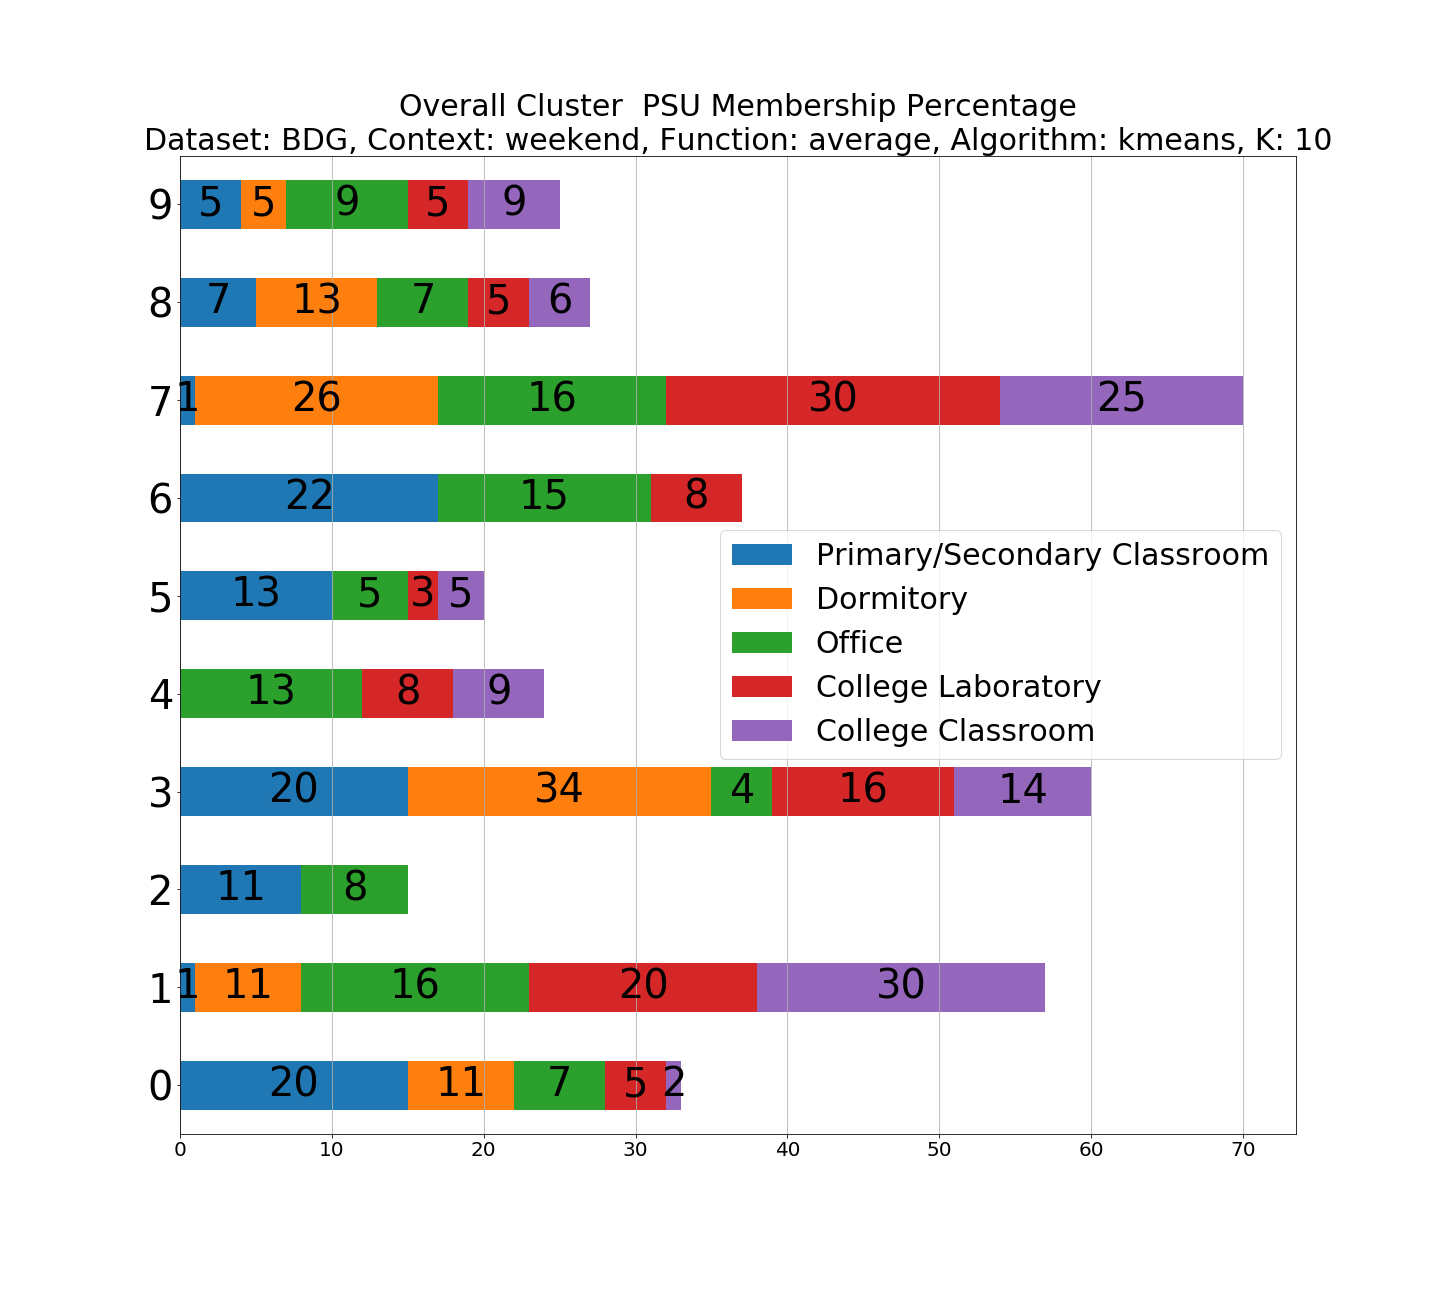 Overall Cluster  PSU Membership Percentage
Dataset: BDG, Context: weekend, Function: average, Algorithm: kmeans, K: 10
9 5 5 9 5 9
8 7 13 7 5 6
7 1 26 16 30 25
6 22 15 8
Primary/Secondary Classroom
Dormitory
Office
College Laboratory
College Classroom
5 13 5 3 5
4 13 8 9
3 20 34 4 16 14
2 11 8
1 1 11 16 20 30
0 20 11 7 5 2
0 10 20 30 40 50 60 70